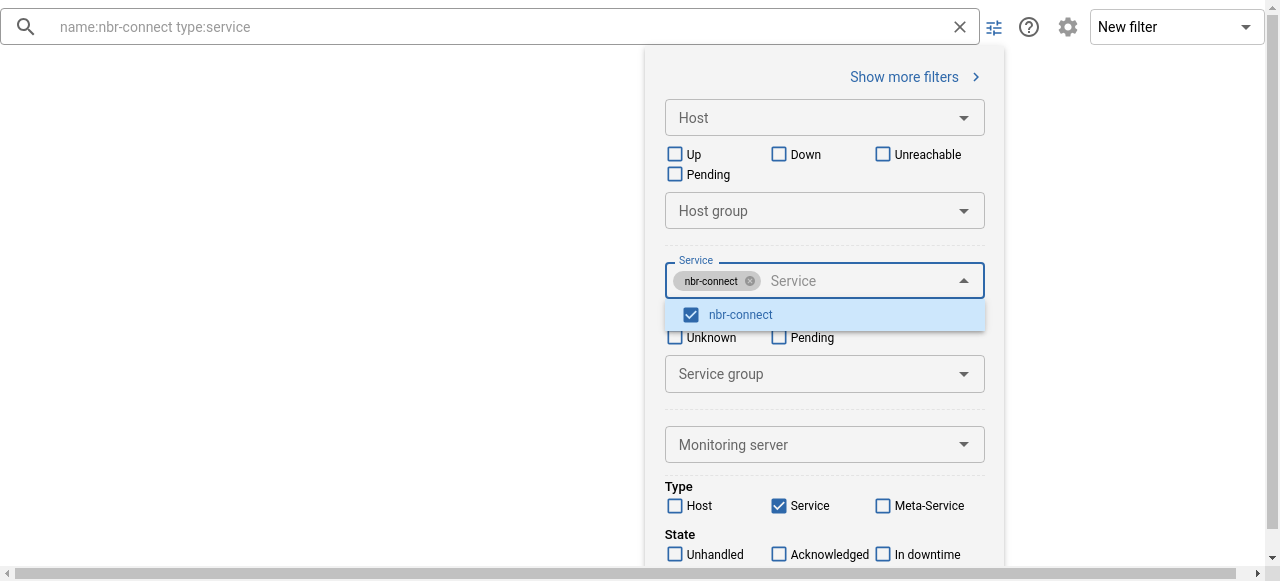 name:nbr-connect type:service
New filter
Show more filters
Host
Up Down Unreachable
Pending
Host group
Service
nbr-connect Service
nbr-connect
Unknown Pending
Service group
Monitoring server
Type
Host Service Meta-Service
State
Unhandled Acknowledged In downtime